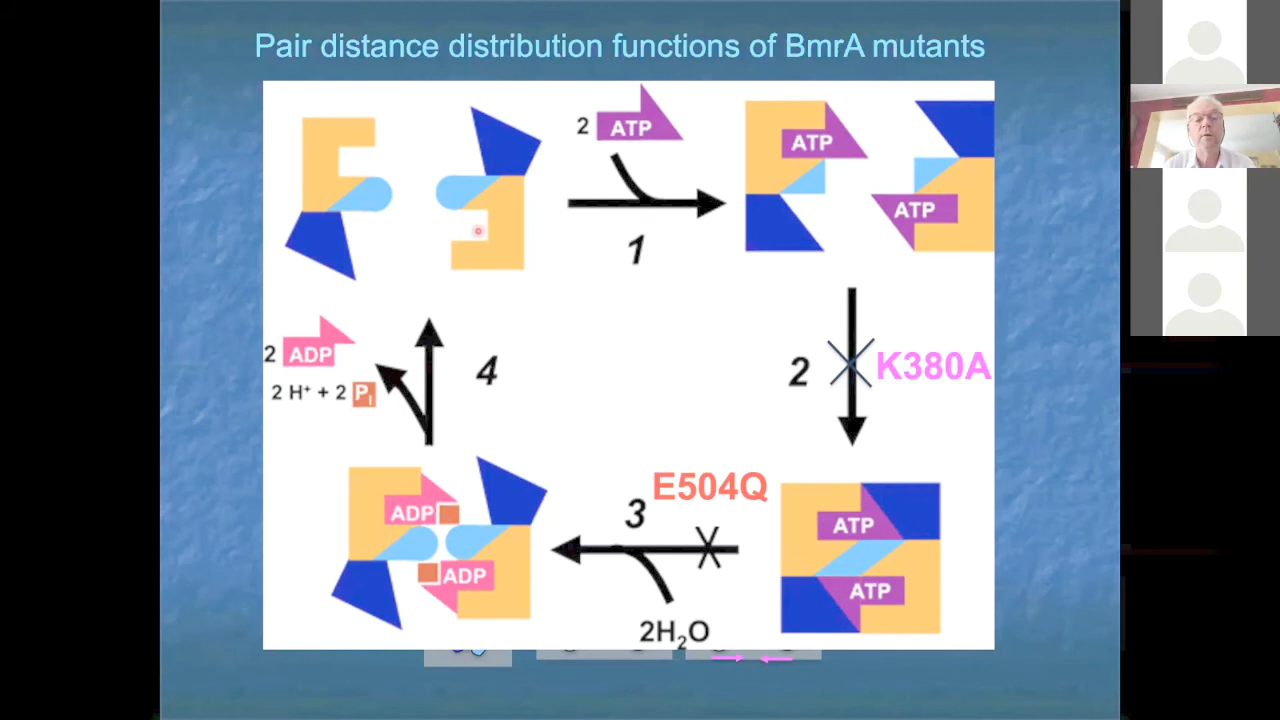 Pair distance distribution functions of BmrA mutants
2 ATP
ATP
ATP
1
2 ADP
2 H⁺ + 2 Pi
4
2
K380A
E504Q
3
ADP
ADP
ATP
ATP
2H₂O